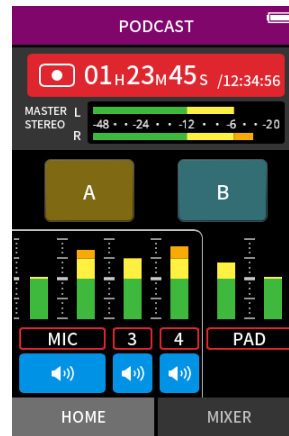 PODCAST
01H23M45S /12:34:56
MASTER L
STEREO -48 • • -24 • • -12 • • -6 • • -20
R
A B
MIC 3 4 PAD
HOME MIXER